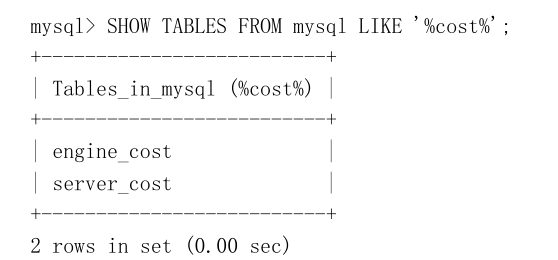 mysql> SHOW TABLES FROM mysql LIKE '%cost%';
+--------------------------+
| Tables_in_mysql (%cost%) |
+--------------------------+
| engine_cost              |
| server_cost              |
+--------------------------+
2 rows in set (0.00 sec)